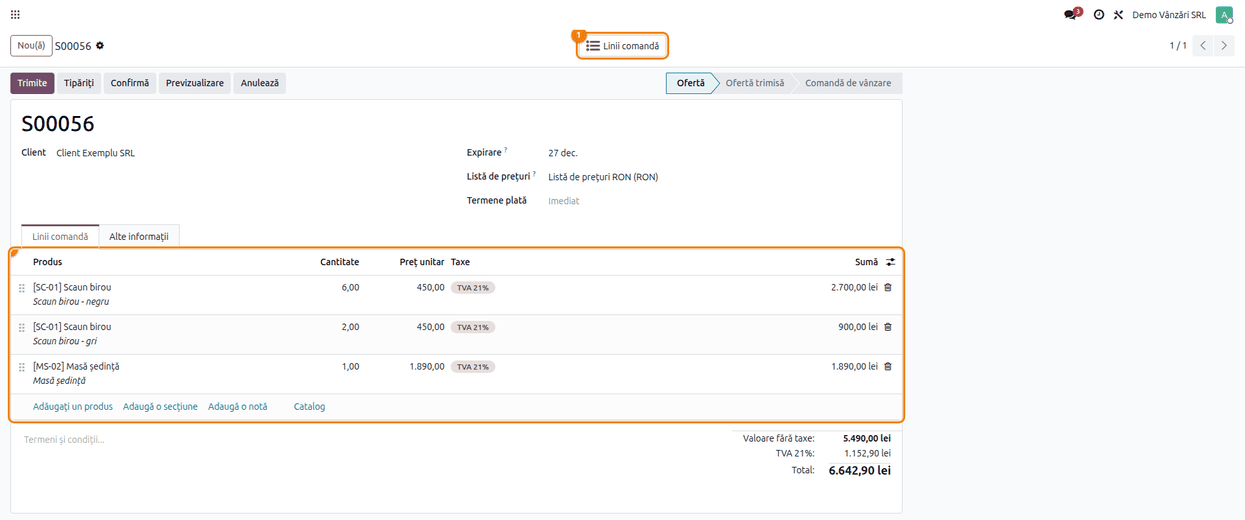 3
Demo Vânzări SRL
A
Nou(ă)
S00056
1
Linii comandă
1 / 1
Trimite
Tipăriți
Confirmă
Previzualizare
Anulează
Ofertă
Ofertă trimisă
Comandă de vânzare
S00056
Client
Client Exemplu SRL
Expirare ?
27 dec.
Listă de prețuri ?
Listă de prețuri RON (RON)
Termene plată
Imediat
Linii comandă
Alte informații
Produs
Cantitate
Preț unitar
Taxe
Sumă
[SC-01] Scaun birou
6,00
450,00
TVA 21%
2.700,00 lei
Scaun birou - negru
[SC-01] Scaun birou
2,00
450,00
TVA 21%
900,00 lei
Scaun birou - gri
[MS-02] Masă ședință
1,00
1.890,00
TVA 21%
1.890,00 lei
Masă ședință
Adăugați un produs
Adaugă o secțiune
Adaugă o notă
Catalog
Termeni și condiții...
Valoare fără taxe:
5.490,00 lei
TVA 21%:
1.152,90 lei
Total:
6.642,90 lei